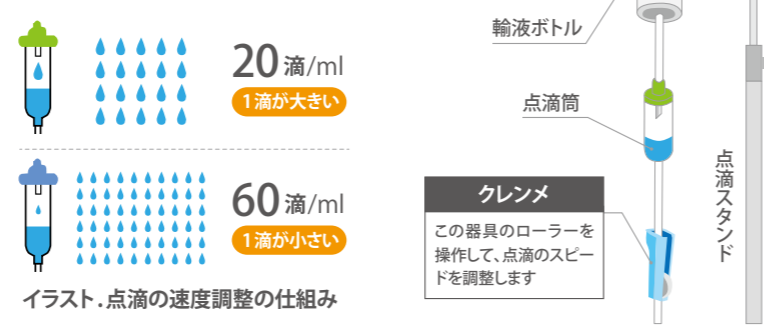 20滴/ml
1滴が大きい
60滴/ml
1滴が小さい
イラスト.点滴の速度調整の仕組み
輸液ボトル
点滴筒
クレンメ
この器具のローラーを
操作して、点滴のスピー
ドを調整します
点滴スタンド